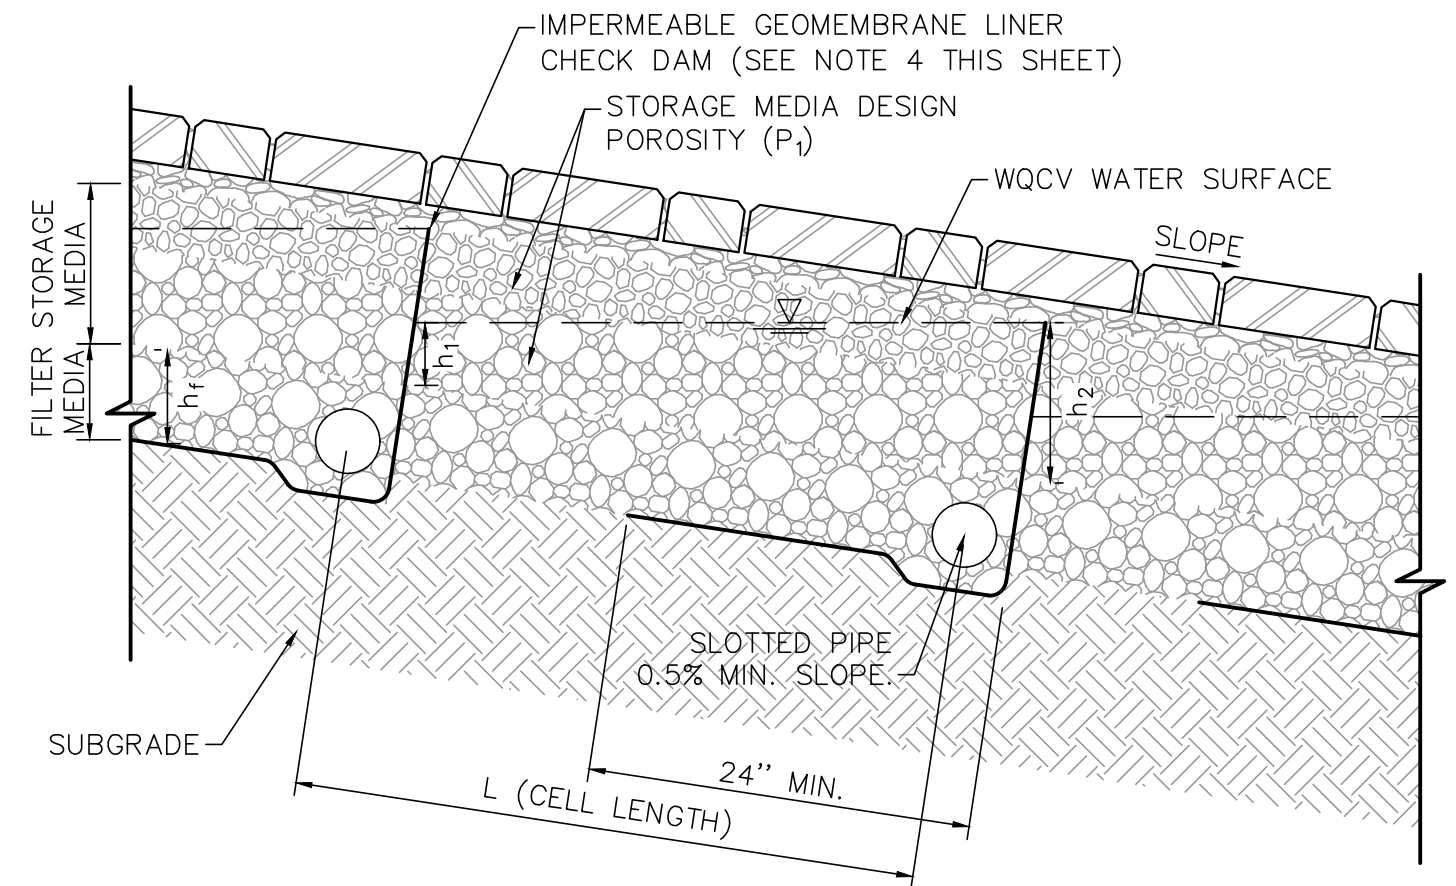 IMPERMEABLE GEOMEMBRANE LINER
CHECK DAM (SEE NOTE 4 THIS SHEET)
STORAGE MEDIA DESIGN
POROSITY (P₁)
WQCV WATER SURFACE
SLOPE
FILTER STORAGE
MEDIA MEDIA
h₁
h₂
hf
SLOTTED PIPE
0.5% MIN. SLOPE.
SUBGRADE
24'' MIN.
L (CELL LENGTH)